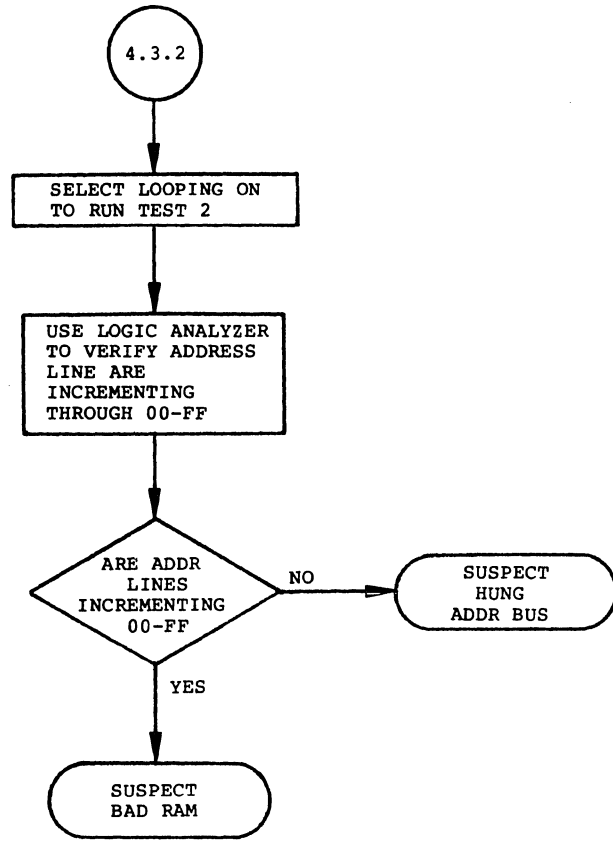 4.3.2
SELECT LOOPING ON
TO RUN TEST 2
USE LOGIC ANALYZER
TO VERIFY ADDRESS
LINE ARE
INCREMENTING
THROUGH 00-FF
ARE ADDR
LINES
INCREMENTING
00-FF
NO
SUSPECT
HUNG
ADDR BUS
YES
SUSPECT
BAD RAM